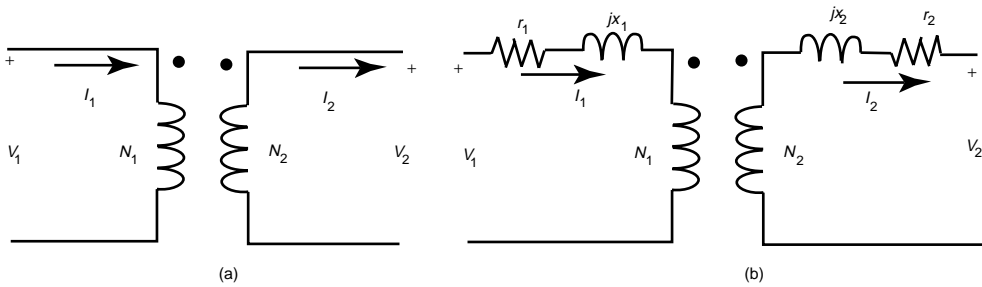 +
I1
V1
N1
N2
I2
+
V2
(a)
r1
jx1
+
I1
V1
N1
N2
jx2
r2
I2
+
V2
(b)